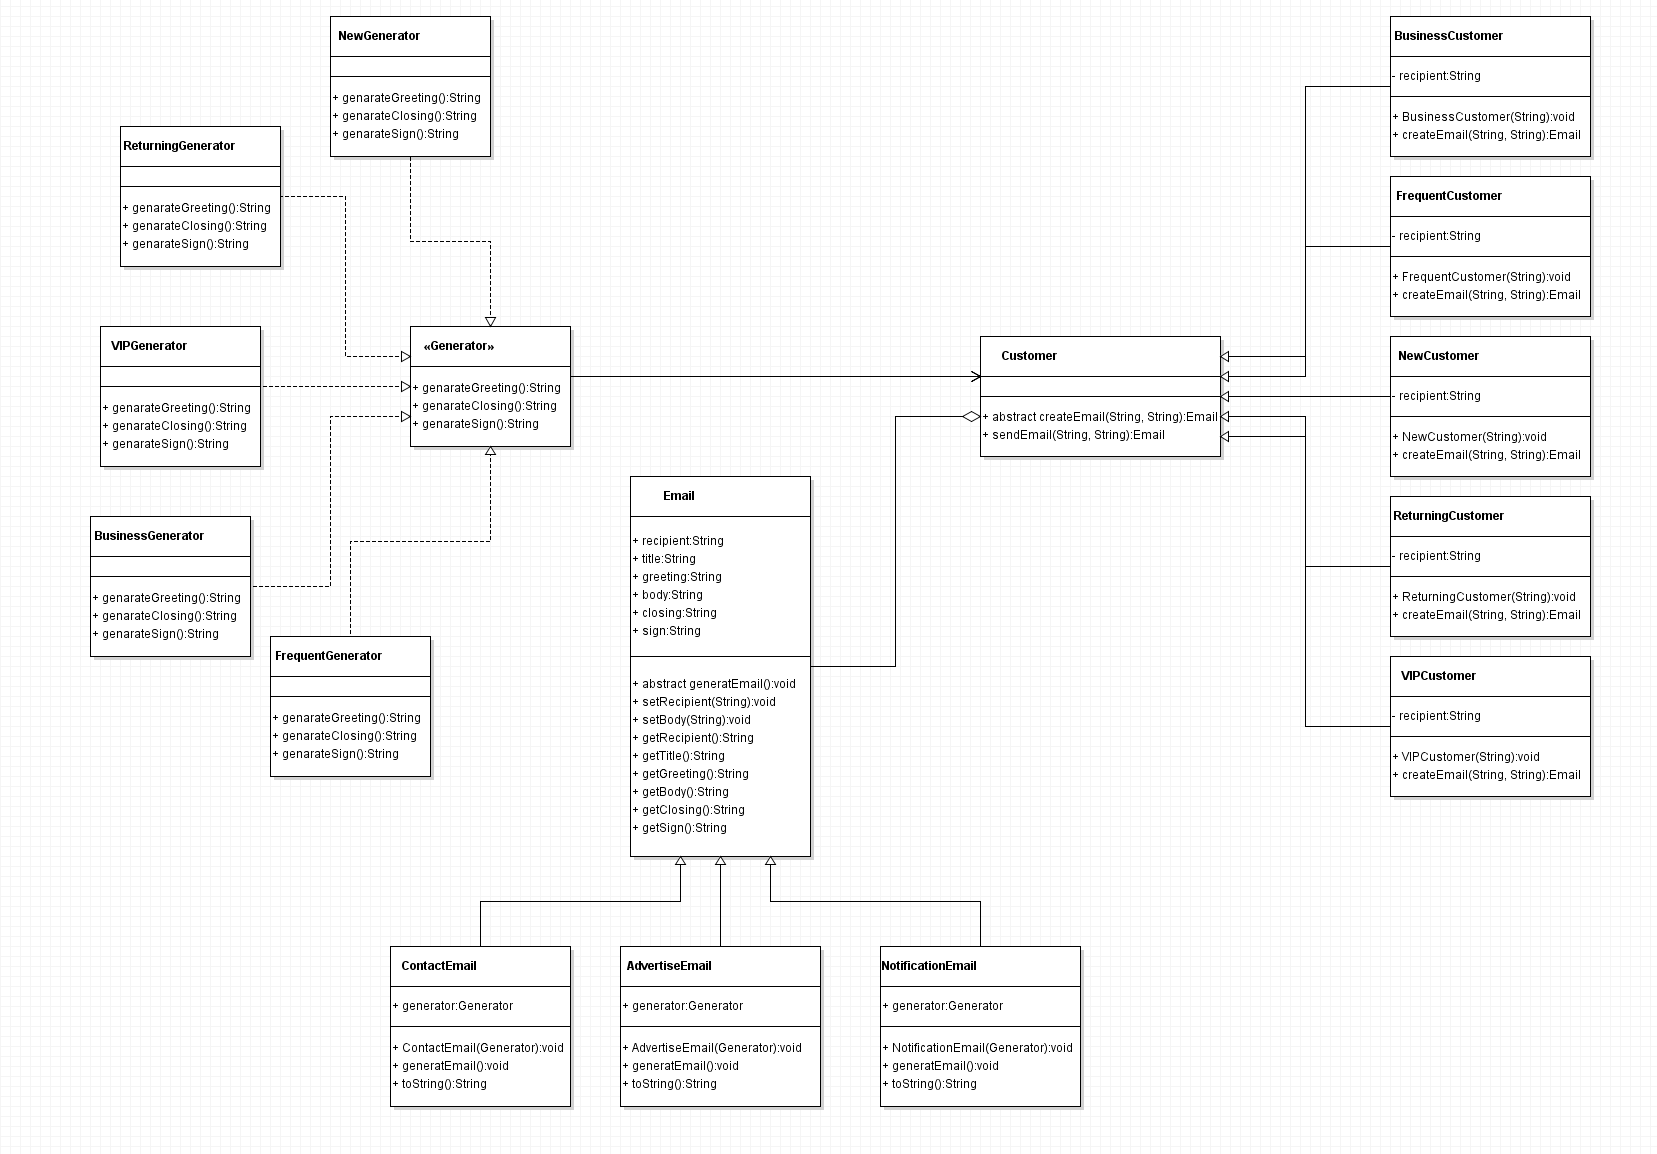 NewGenerator
+ genarateGreeting():String
+ genarateClosing():String
+ genarateSign():String
ReturningGenerator
+ genarateGreeting():String
+ genarateClosing():String
+ genarateSign():String
VIPGenerator
+ genarateGreeting():String
+ genarateClosing():String
+ genarateSign():String
«Generator»
+ genarateGreeting():String
+ genarateClosing():String
+ genarateSign():String
BusinessGenerator
+ genarateGreeting():String
+ genarateClosing():String
+ genarateSign():String
FrequentGenerator
+ genarateGreeting():String
+ genarateClosing():String
+ genarateSign():String
Customer
+ abstract createEmail(String, String):Email
+ sendEmail(String, String):Email
Email
+ recipient:String
+ title:String
+ greeting:String
+ body:String
+ closing:String
+ sign:String
+ abstract generatEmail():void
+ setRecipient(String):void
+ setBody(String):void
+ getRecipient():String
+ getTitle():String
+ getGreeting():String
+ getBody():String
+ getClosing():String
+ getSign():String
BusinessCustomer
- recipient:String
+ BusinessCustomer(String):void
+ createEmail(String, String):Email
FrequentCustomer
- recipient:String
+ FrequentCustomer(String):void
+ createEmail(String, String):Email
NewCustomer
- recipient:String
+ NewCustomer(String):void
+ createEmail(String, String):Email
ReturningCustomer
- recipient:String
+ ReturningCustomer(String):void
+ createEmail(String, String):Email
VIPCustomer
- recipient:String
+ VIPCustomer(String):void
+ createEmail(String, String):Email
ContactEmail
+ generator:Generator
+ ContactEmail(Generator):void
+ generatEmail():void
+ toString():String
AdvertiseEmail
+ generator:Generator
+ AdvertiseEmail(Generator):void
+ generatEmail():void
+ toString():String
NotificationEmail
+ generator:Generator
+ NotificationEmail(Generator):void
+ generatEmail():void
+ toString():String